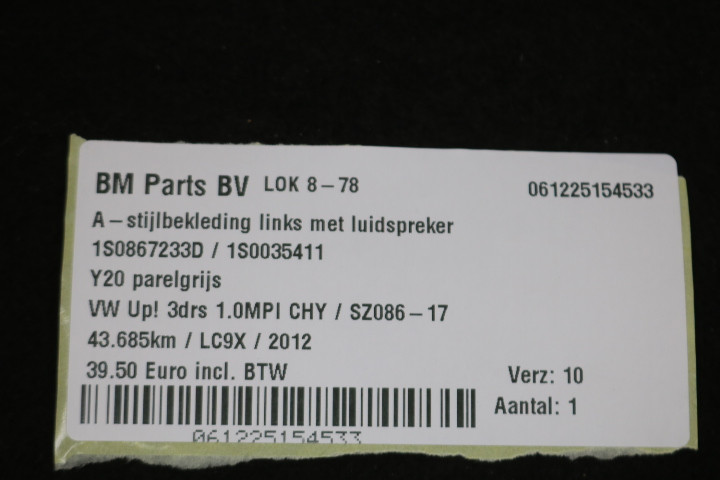 BM Parts BV LOK 8-78 061225154533
A-stijlbekleding links met luidspreker
1S0867233D / 1S0035411
Y20 parelgrijs
VW Up! 3drs 1.0MPI CHY / SZ086-17
43.685km / LC9X / 2012
39.50 Euro incl. BTW Verz: 10
Aantal: 1
061225154533